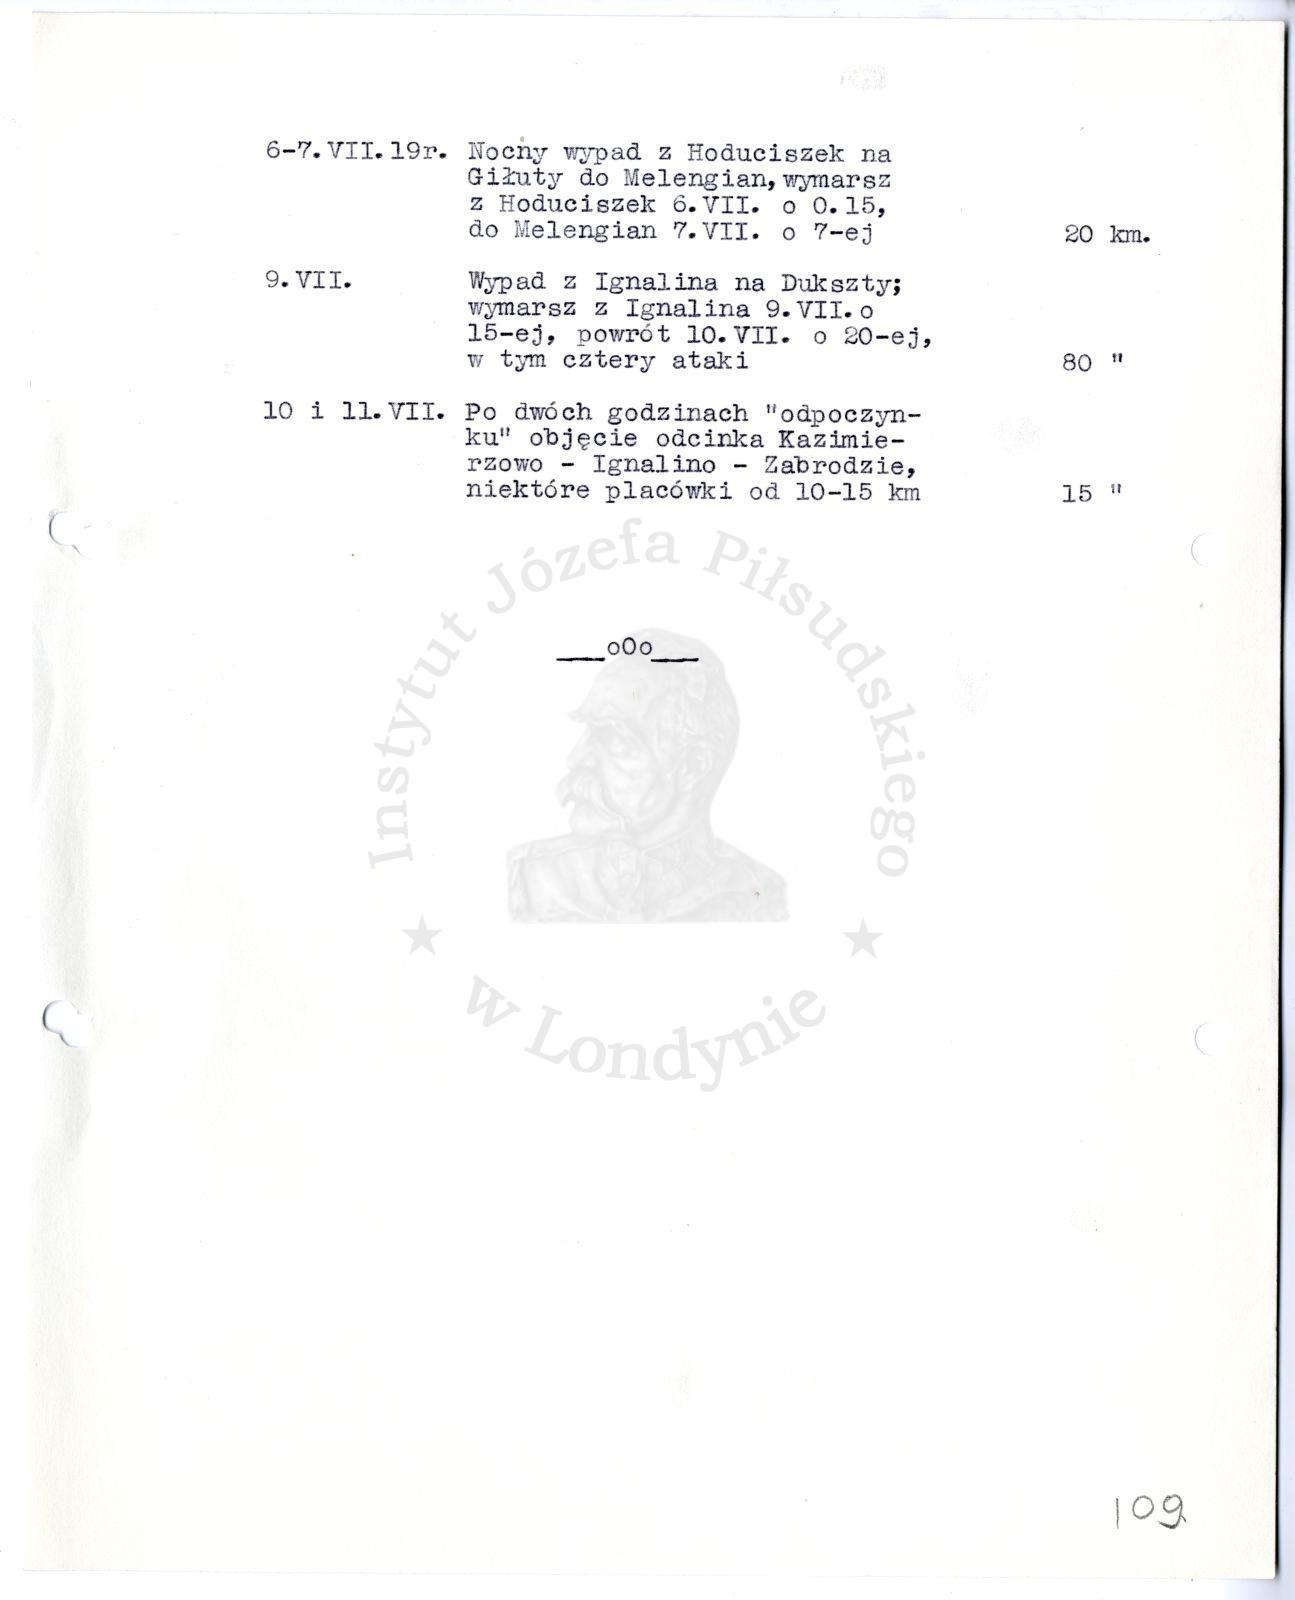 6-7.VII.19r. Nocny wypad z Hoduciszek na
Giłuty do Melengian, wymarsz
z Hoduciszek 6.VII. o 0.15,
do Melengian 7.VII. o 7-ej 20 km.
9.VII. Wypad z Ignalina na Dukszty;
wymarsz z Ignalina 9.VII. o
15-ej, powrót 10.VII. o 20-ej,
w tym cztery ataki 80 "
10 i 11.VII. Po dwóch godzinach "odpoczyn-
ku" objęcie odcinka Kazimie-
rzowo - Ignalino - Zabrodzie,
niektóre placówki od 10-15 km 15 "
___oOo___
Instytut Józefa Piłsudskiego
w Londynie
109